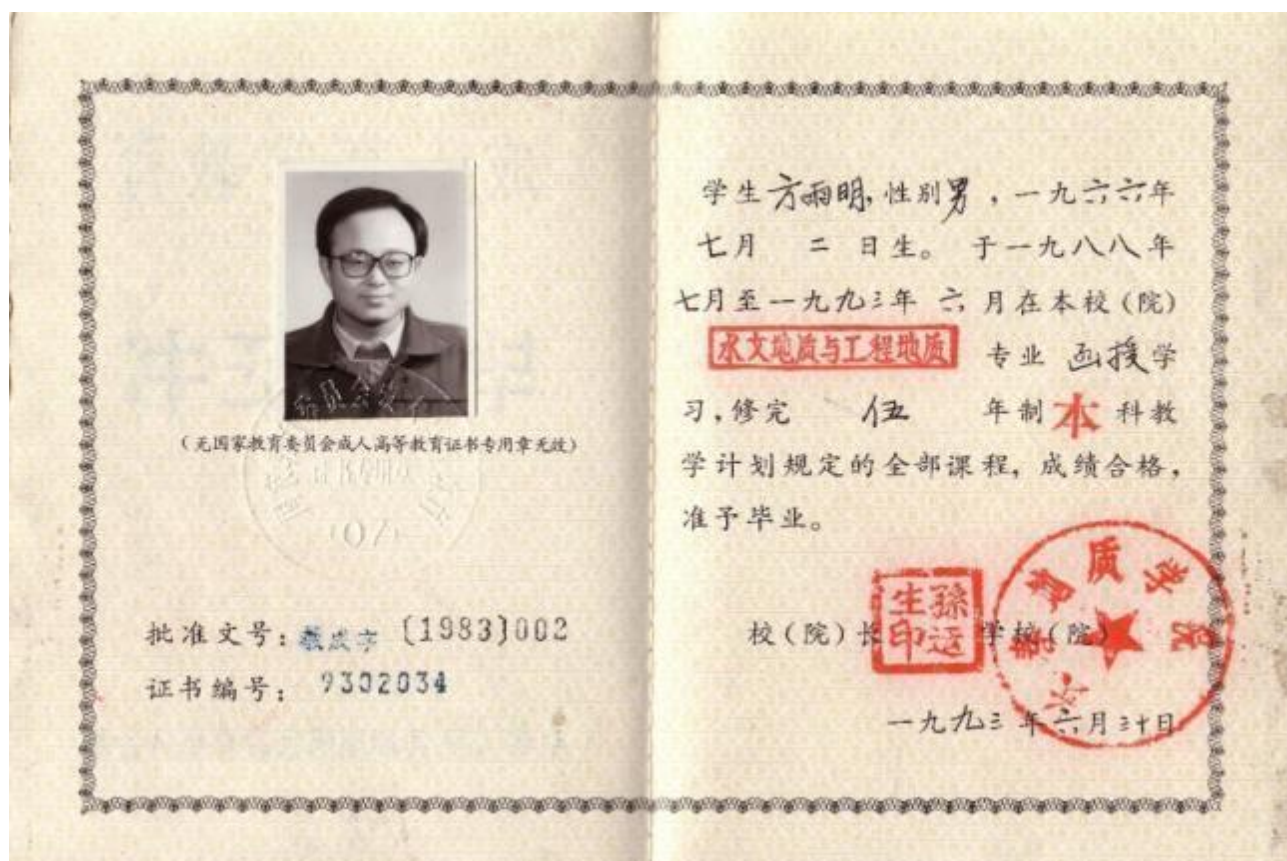 (无国家教育委员会成人高等教育证书专用章无效)
批准文号：教成字 (1983)002
证书编号：9302034
学生 方雨明，性别男，一九六六年
七月 二 日生。于一九八八年
七月至一九九三年 六 月在本校(院)
水文地质与工程地质 专业 函授学
习，修完 伍 年制 本 科教
学计划规定的全部课程，成绩合格，
准予毕业。
校(院)长 孙运生印 学校(院)
地质学院
一九九三年六月三十日